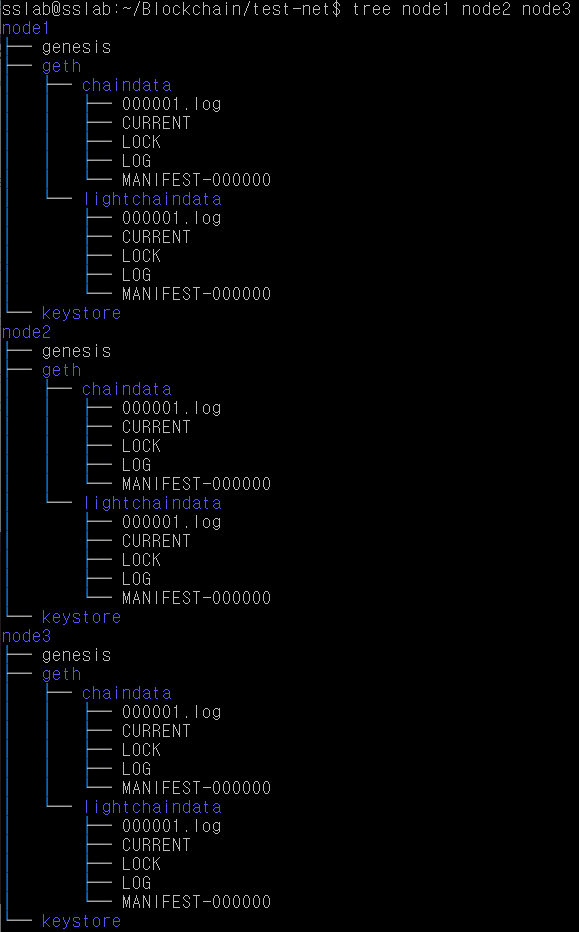 sslab@sslab:~/Blockchain/test-net$ tree node1 node2 node3
node1
├── genesis
├── geth
│   ├── chaindata
│   │   ├── 000001.log
│   │   ├── CURRENT
│   │   ├── LOCK
│   │   ├── LOG
│   │   └── MANIFEST-000000
│   └── lightchaindata
│       ├── 000001.log
│       ├── CURRENT
│       ├── LOCK
│       ├── LOG
│       └── MANIFEST-000000
└── keystore
node2
├── genesis
├── geth
│   ├── chaindata
│   │   ├── 000001.log
│   │   ├── CURRENT
│   │   ├── LOCK
│   │   ├── LOG
│   │   └── MANIFEST-000000
│   └── lightchaindata
│       ├── 000001.log
│       ├── CURRENT
│       ├── LOCK
│       ├── LOG
│       └── MANIFEST-000000
└── keystore
node3
├── genesis
├── geth
│   ├── chaindata
│   │   ├── 000001.log
│   │   ├── CURRENT
│   │   ├── LOCK
│   │   ├── LOG
│   │   └── MANIFEST-000000
│   └── lightchaindata
│       ├── 000001.log
│       ├── CURRENT
│       ├── LOCK
│       ├── LOG
│       └── MANIFEST-000000
└── keystore